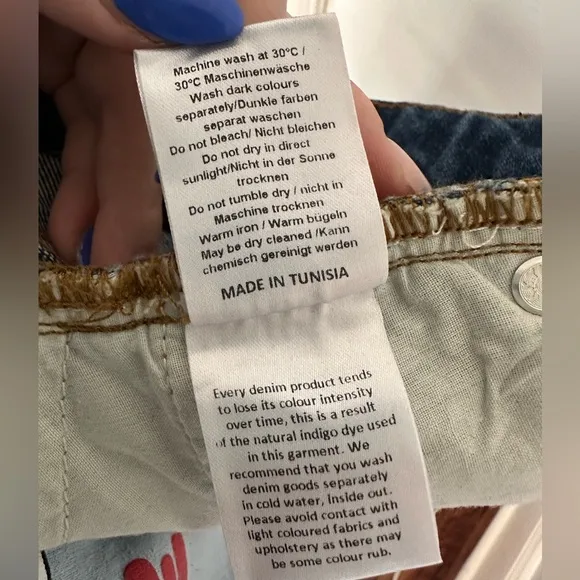 Machine wash at 30°C /
30°C Maschinenwäsche
Wash dark colours
separately/Dunkle farben
separat waschen
Do not bleach/ Nicht bleichen
Do not dry in direct
sunlight/Nicht in der Sonne
trocknen
Do not tumble dry / nicht in
Maschine trocknen
Warm iron / Warm bügeln
May be dry cleaned /Kann
chemisch gereinigt werden
MADE IN TUNISIA
Every denim product tends
to lose its colour intensity
over time, this is a result
of the natural indigo dye used
in this garment. We
recommend that you wash
denim goods separately
in cold water, Inside out.
Please avoid contact with
light coloured fabrics and
upholstery as there may
be some colour rub.